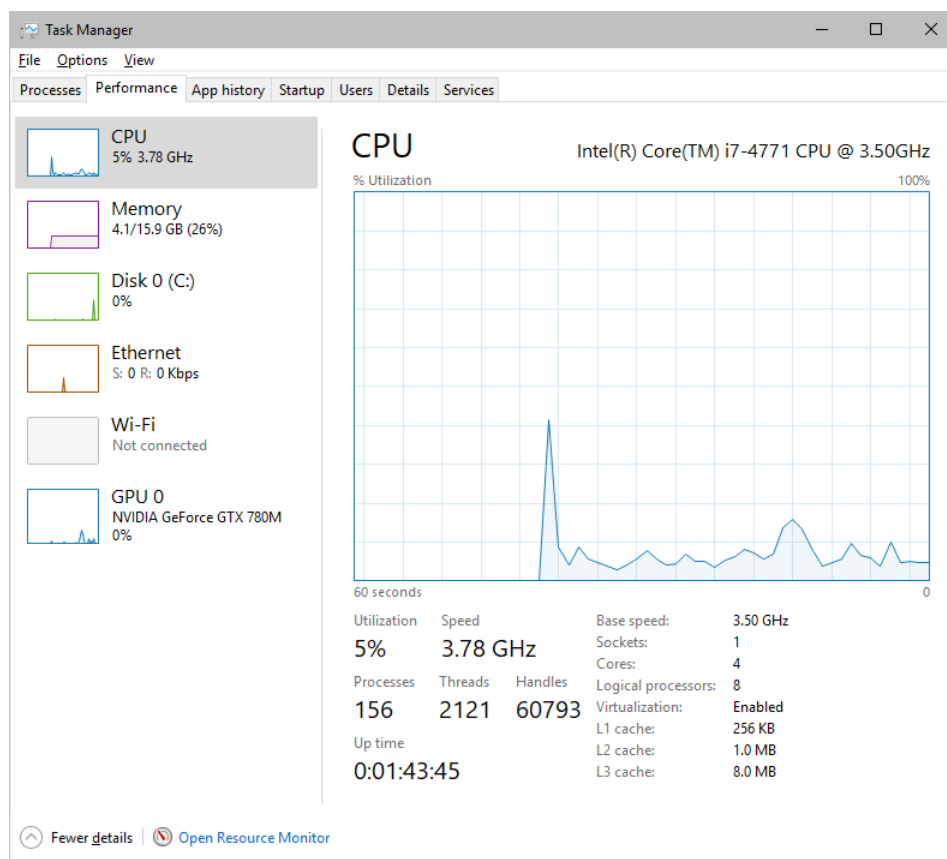 Task Manager
File Options View
Processes Performance App history Startup Users Details Services
CPU
5% 3.78 GHz
Memory
4.1/15.9 GB (26%)
Disk 0 (C:)
0%
Ethernet
S: 0 R: 0 Kbps
Wi-Fi
Not connected
GPU 0
NVIDIA GeForce GTX 780M
0%
CPU Intel(R) Core(TM) i7-4771 CPU @ 3.50GHz
% Utilization 100%
60 seconds 0
Utilization Speed
5% 3.78 GHz
Processes Threads Handles
156 2121 60793
Up time
0:01:43:45
Base speed: 3.50 GHz
Sockets: 1
Cores: 4
Logical processors: 8
Virtualization: Enabled
L1 cache: 256 KB
L2 cache: 1.0 MB
L3 cache: 8.0 MB
Fewer details Open Resource Monitor